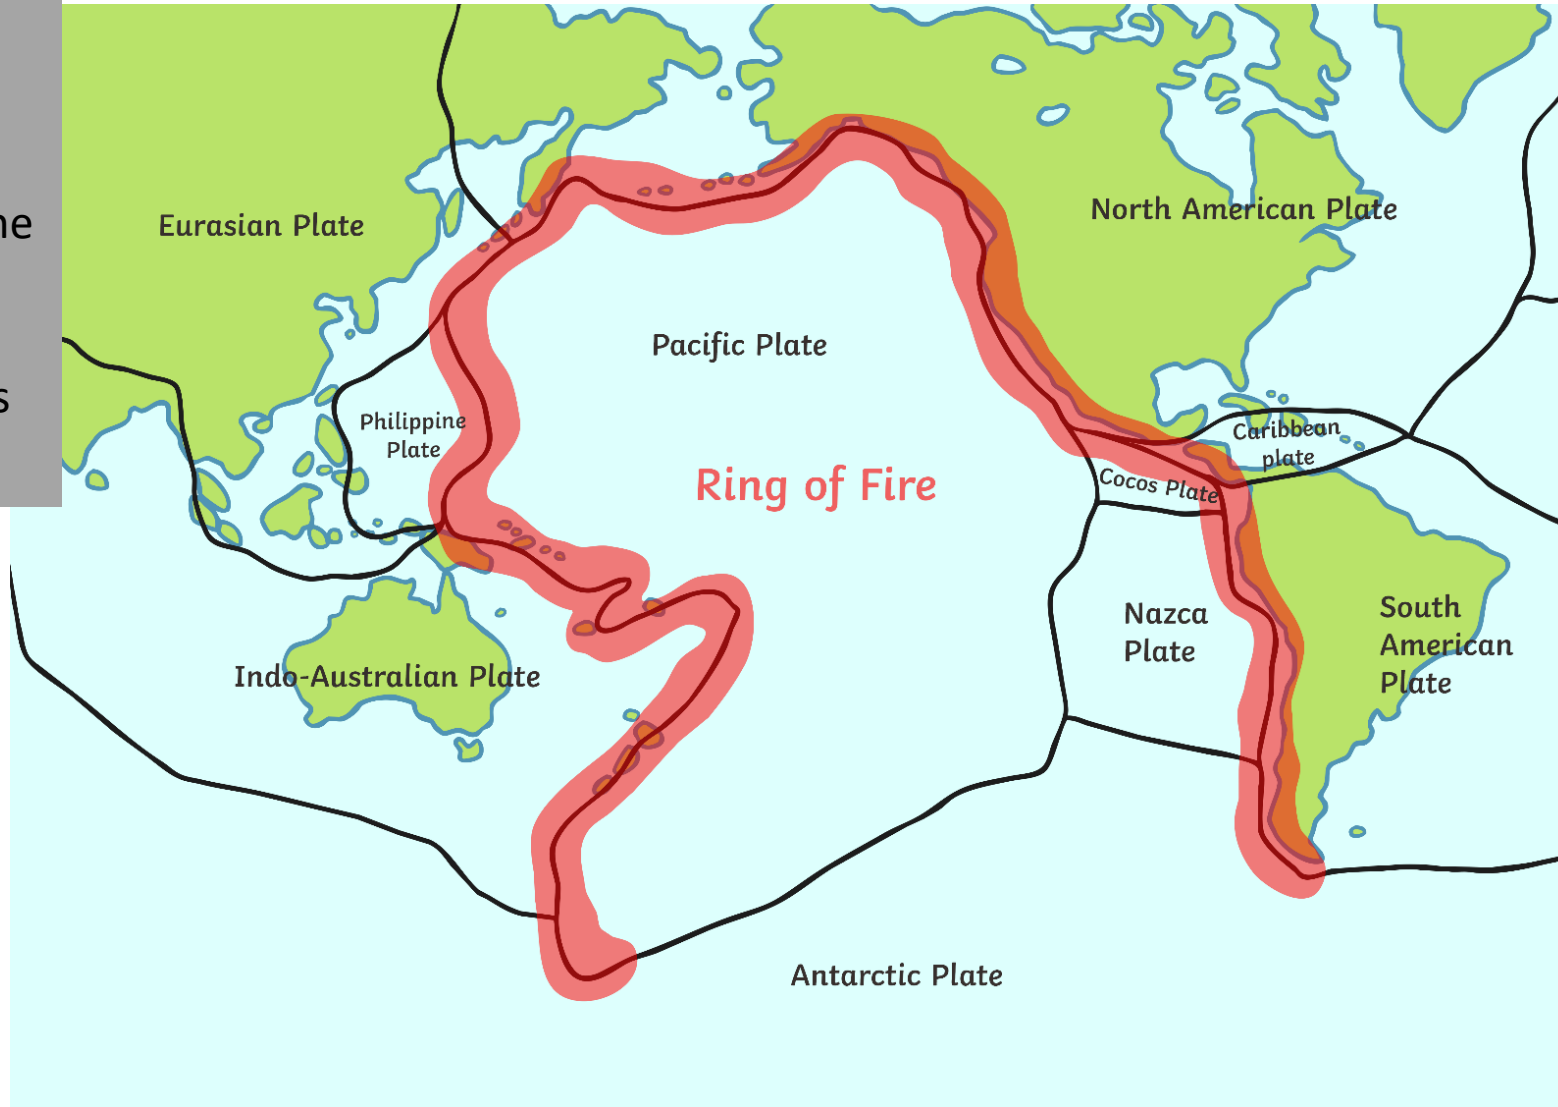 Eurasian Plate
North American Plate
Pacific Plate
Philippine
Plate
Caribbean
plate
Cocos Plate
Ring of Fire
Nazca
Plate
South
American
Plate
Indo-Australian Plate
Antarctic Plate